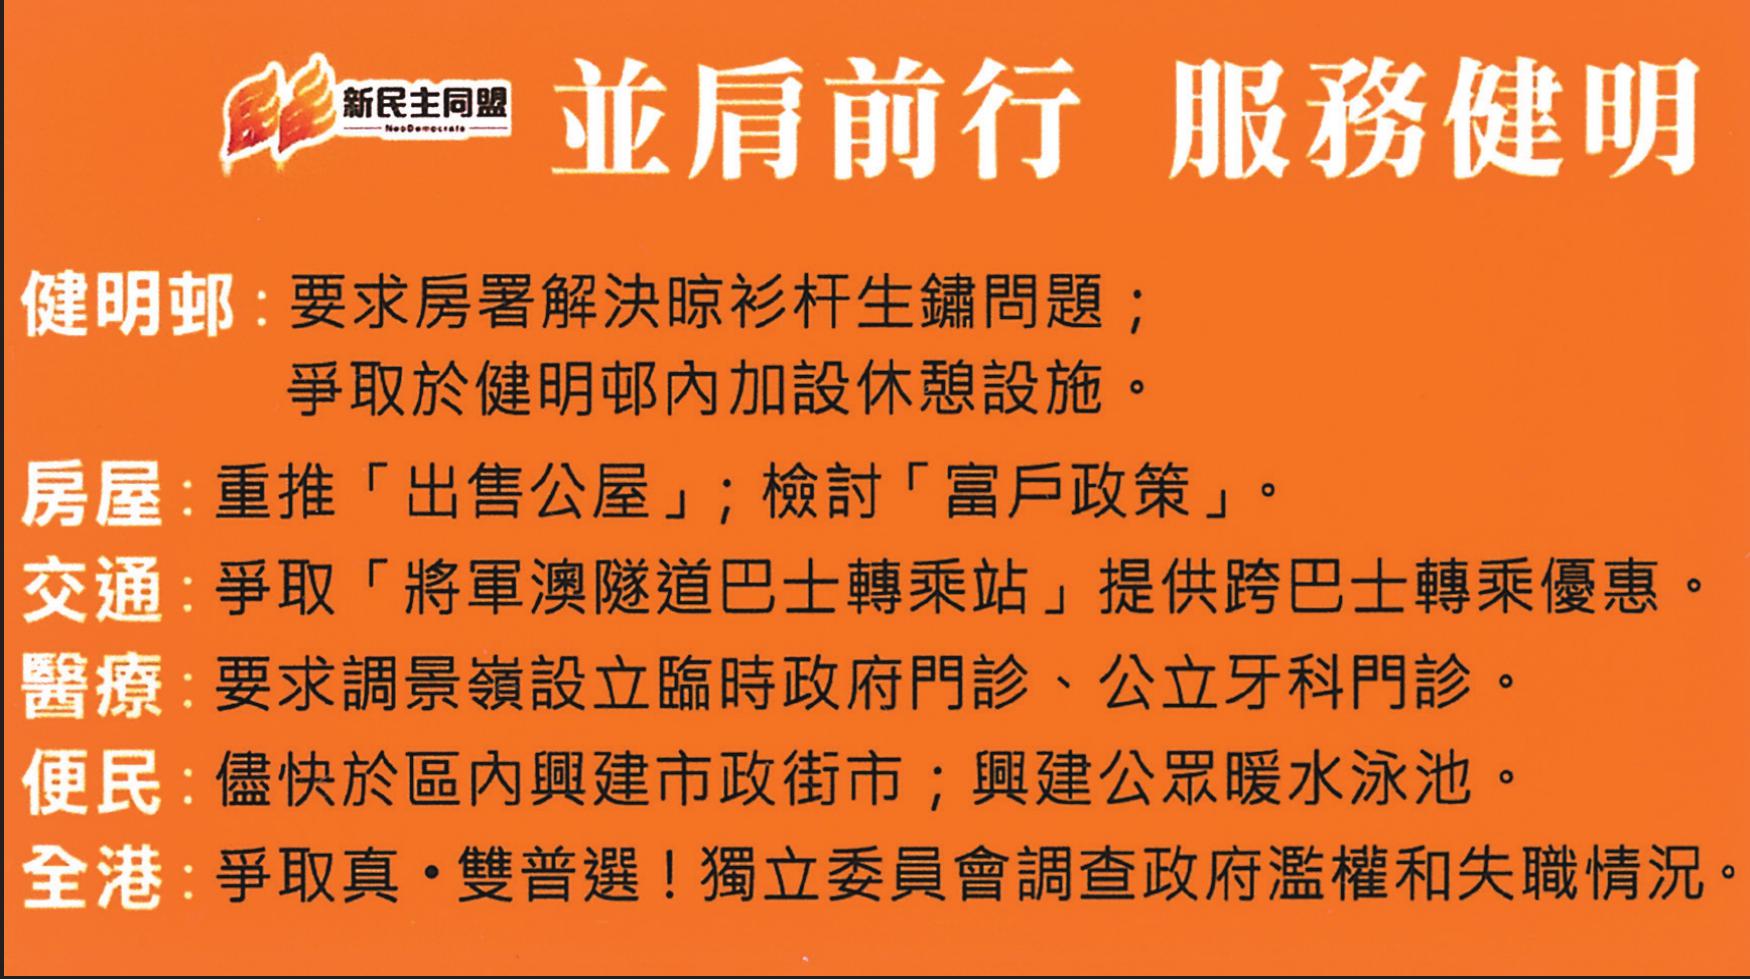 新民主同盟 並肩前行 服務健明
NeoDemocrats
健明邨：要求房署解決晾衫杆生鏽問題；
爭取於健明邨內加設休憩設施。
房屋：重推「出售公屋」；檢討「富戶政策」。
交通：爭取「將軍澳隧道巴士轉乘站」提供跨巴士轉乘優惠。
醫療：要求調景嶺設立臨時政府門診、公立牙科門診。
便民：儘快於區內興建市政街市；興建公眾暖水泳池。
全港：爭取真•雙普選！獨立委員會調查政府濫權和失職情況。